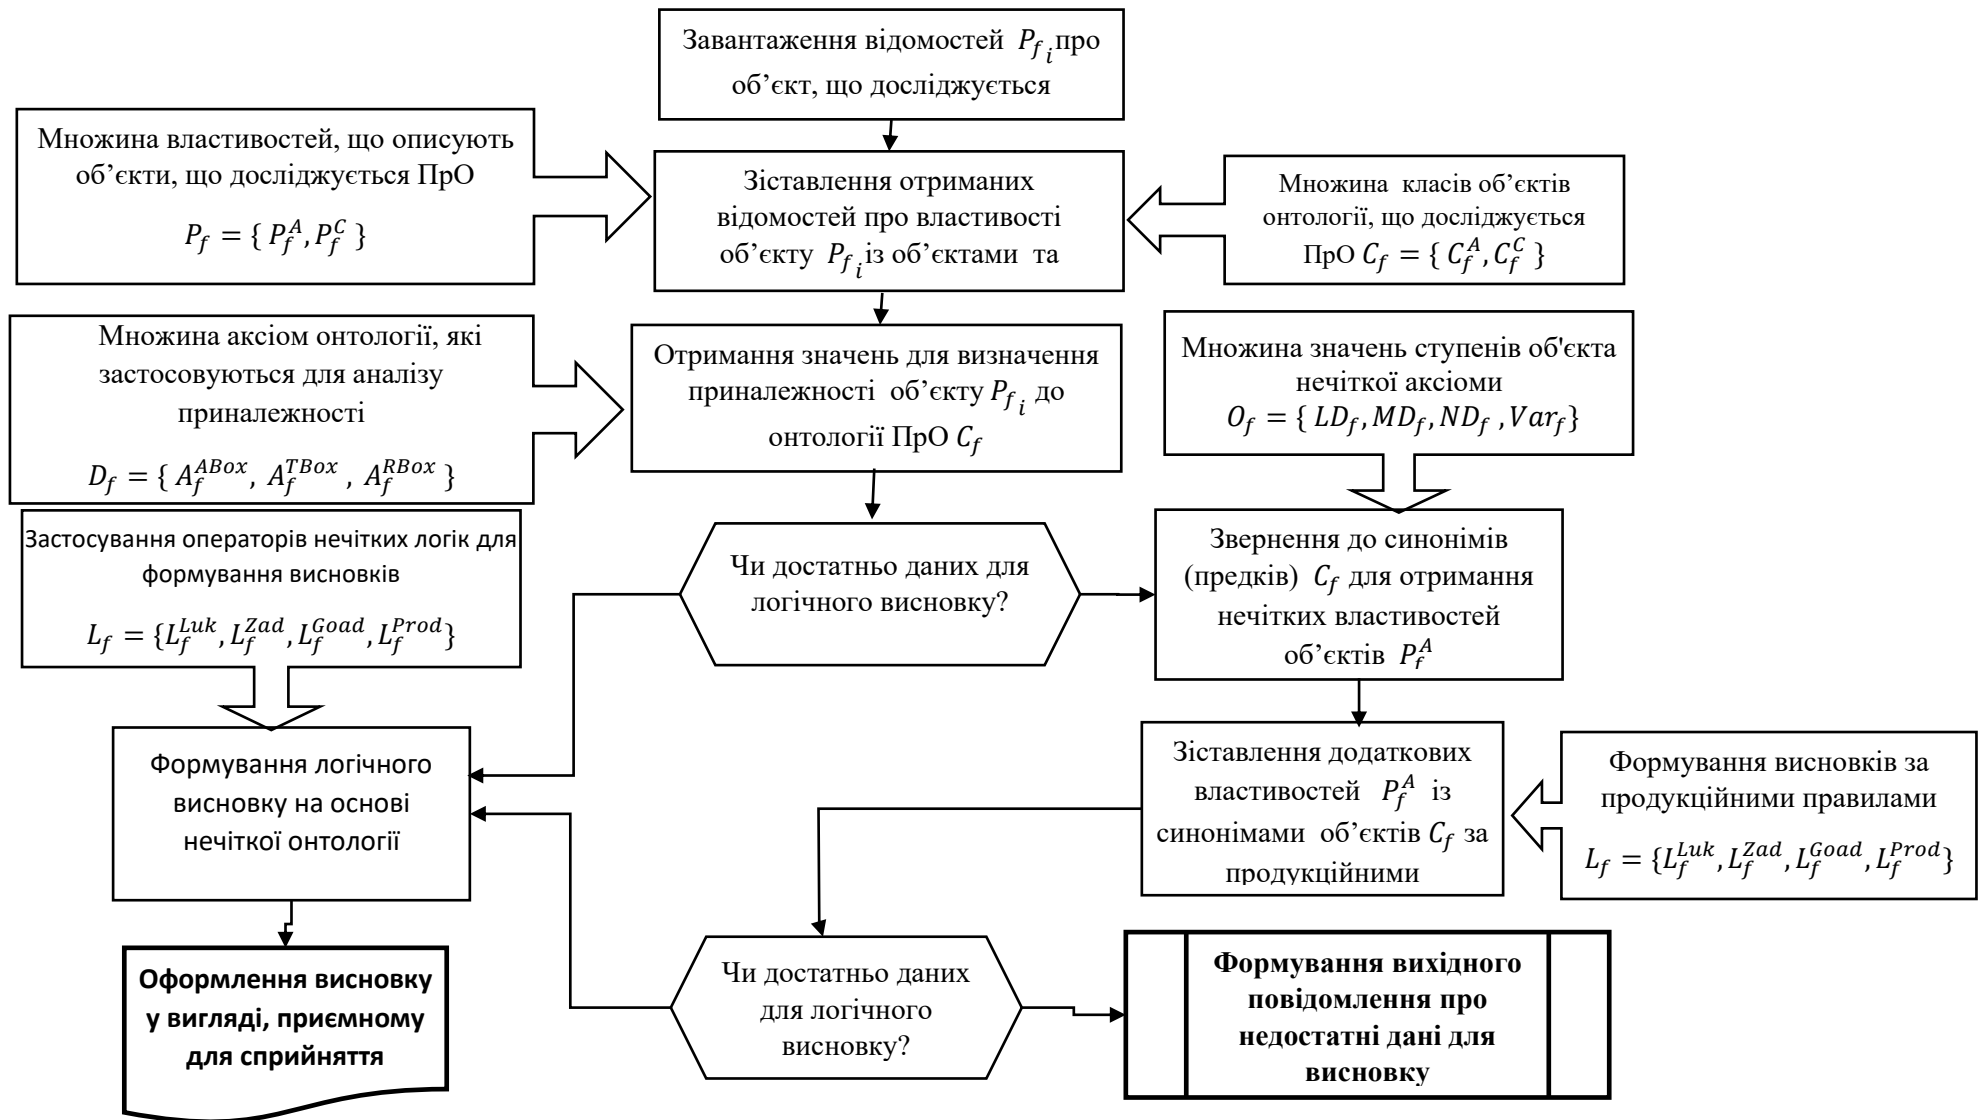 Завантаження відомостей P_{f_i} про
об’єкт, що досліджується
Множина властивостей, що описують
об’єкти, що досліджується ПрО
P_f = { P_f^A, P_f^C }
Зіставлення отриманих
відомостей про властивості
об’єкту P_{f_i} із об’єктами та
Множина класів об’єктів
онтології, що досліджується
ПрО C_f = { C_f^A, C_f^C }
Множина аксіом онтології, які
застосовуються для аналізу
приналежності
D_f = { A_f^{ABox}, A_f^{TBox}, A_f^{RBox} }
Отримання значень для визначення
приналежності об’єкту P_{f_i} до
онтології ПрО C_f
Множина значень ступенів об'єкта
нечіткої аксіоми
O_f = { LD_f, MD_f, ND_f , Var_f}
Застосування операторів нечітких логік для
формування висновків
L_f = {L_f^{Luk}, L_f^{Zad}, L_f^{Goad}, L_f^{Prod}}
Чи достатньо даних для
логічного висновку?
Звернення до синонімів
(предків) C_f для отримання
нечітких властивостей
об’єктів P_f^A
Формування логічного
висновку на основі
нечіткої онтології
Зіставлення додаткових
властивостей P_f^A із
синонімами об’єктів C_f за
продукційними
Формування висновків за
продукційними правилами
L_f = {L_f^{Luk}, L_f^{Zad}, L_f^{Goad}, L_f^{Prod}}
Оформлення висновку
у вигляді, приємному
для сприйняття
Чи достатньо даних
для логічного
висновку?
Формування вихідного
повідомлення про
недостатні дані для
висновку